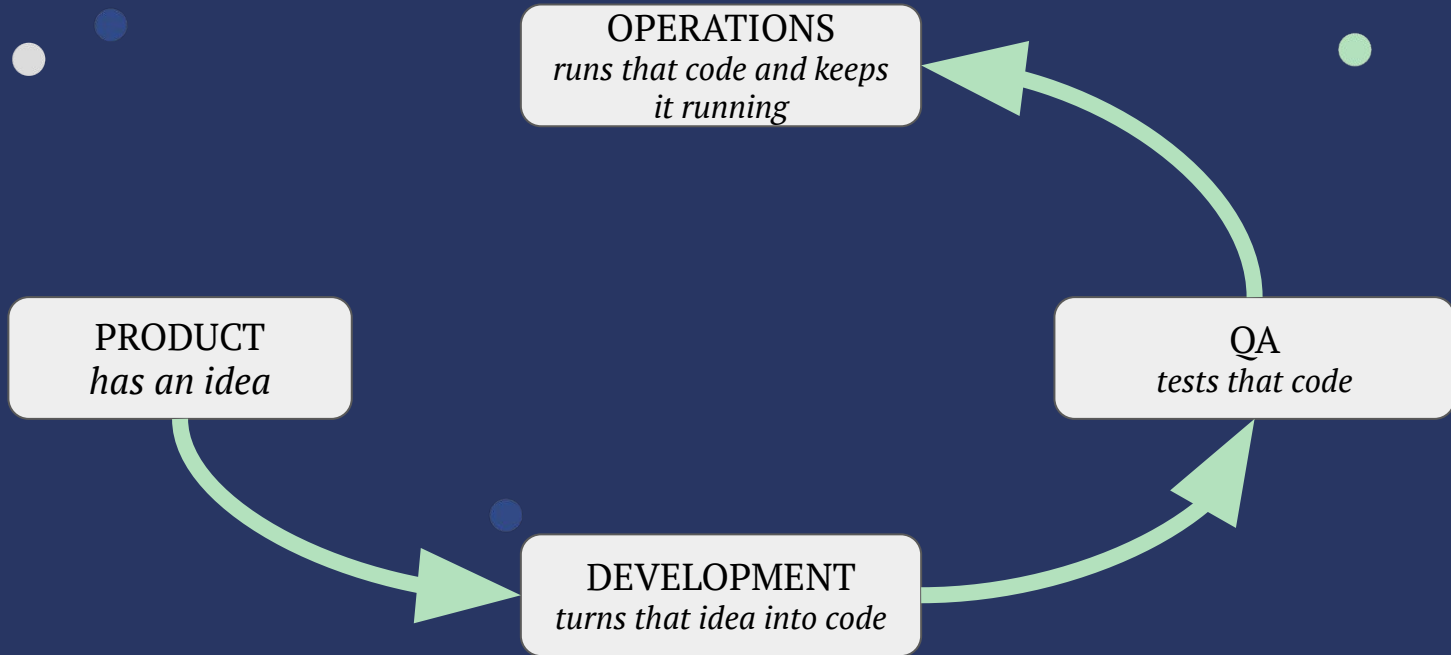 OPERATIONS
runs that code and keeps
it running
PRODUCT
has an idea
QA
tests that code
DEVELOPMENT
turns that idea into code